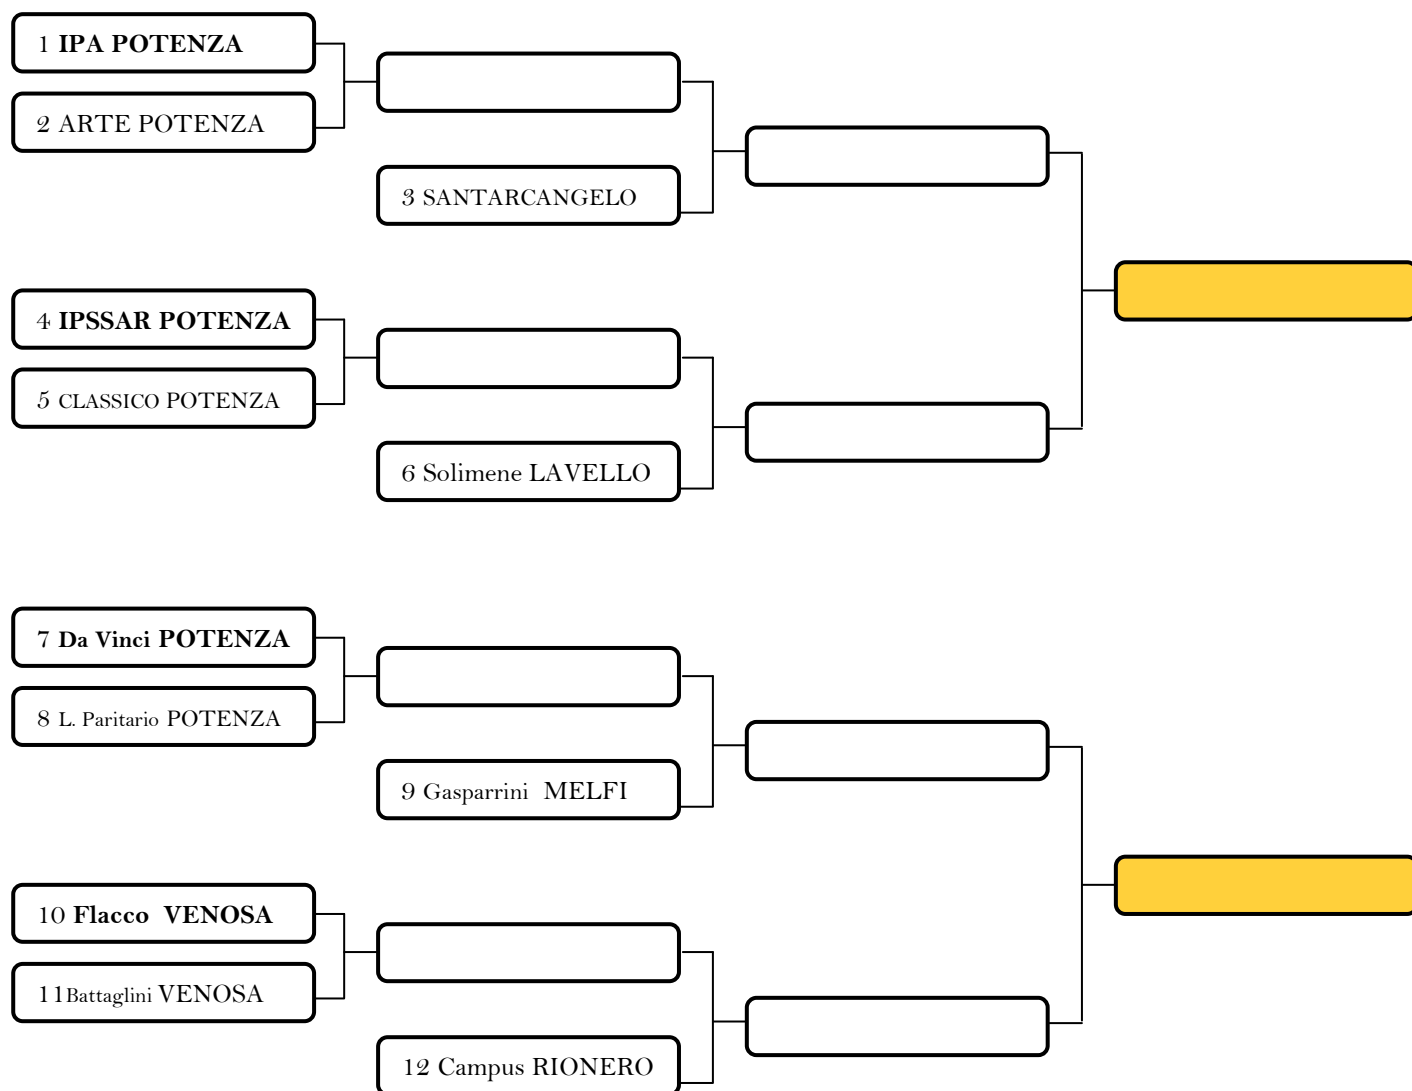 1 IPA POTENZA
2 ARTE POTENZA
3 SANTARCANGELO
4 IPSSAR POTENZA
5 CLASSICO POTENZA
6 Solimene LAVELLO
7 Da Vinci POTENZA
8 L. Paritario POTENZA
9 Gasparrini MELFI
10 Flacco VENOSA
11Battaglini VENOSA
12 Campus RIONERO